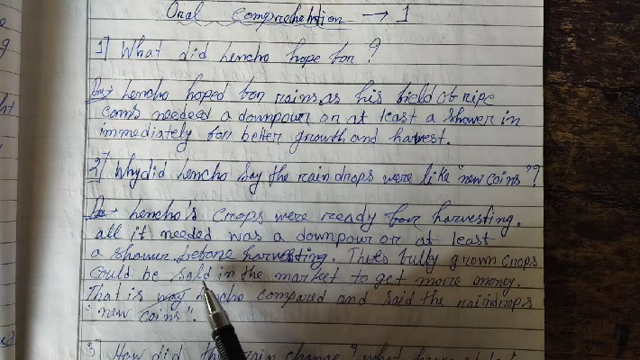 Oral comprehention → 1
1] What did Lencho hope for?
Lencho hoped for rains, as his field of ripe
corns needed a downpour or at least a shower in
immediately for better growth and harvest.
2] Why did Lencho say the rain drops were like "new coins"?
Lencho's crops were ready for harvesting.
all it needed was a downpour or at least
a shower before harvesting. Thus fully grown crops
could be sold in the market to get more money.
That is way Lencho compared and said the raindrops
"new coins".
3] How did the rain change? what happened